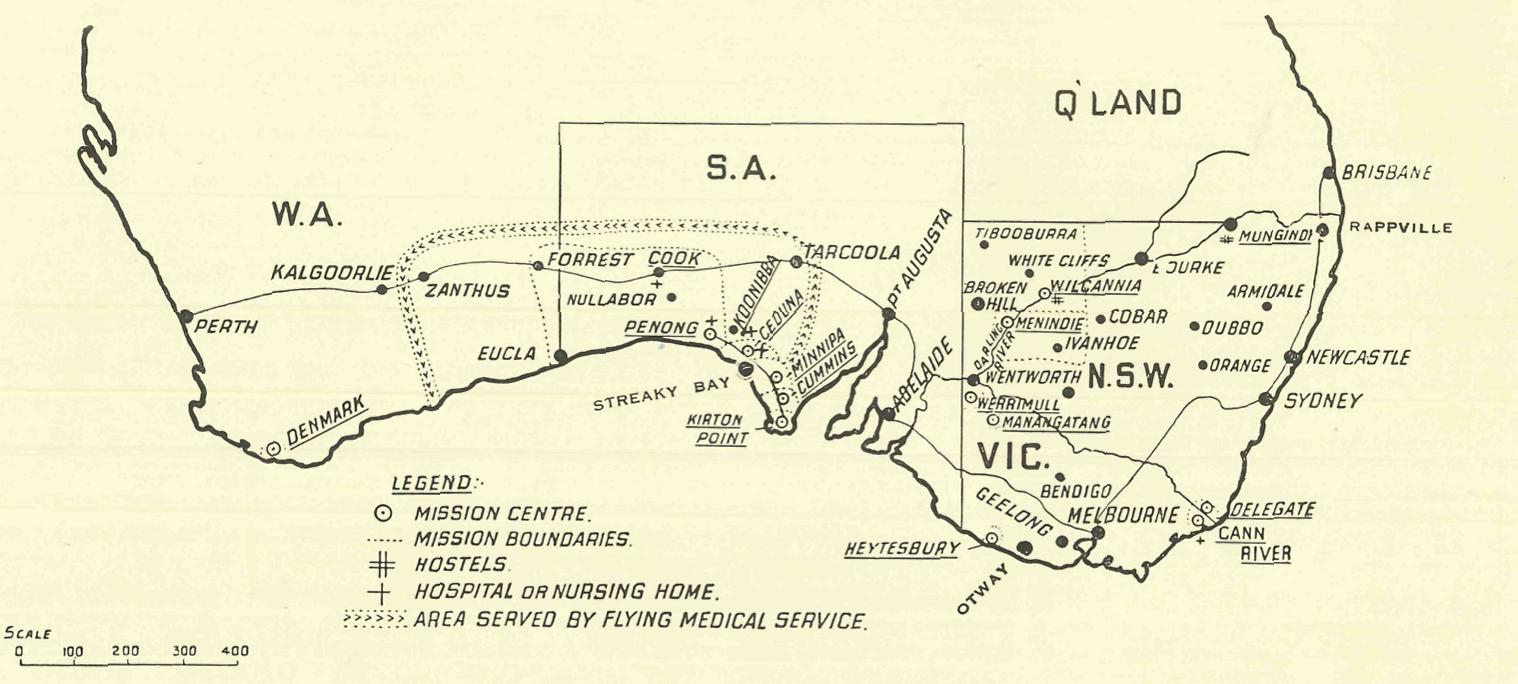 Q'LAND
S.A.
W.A.
BRISBANE
RAPPVILLE
MUNGINDI
TIBOOBURRA
WHITE CLIFFS
BROKEN
HILL
WILCANNIA
MENINDIE
COBAR
IVANHOE
ARMIDALE
DUBBO
ORANGE
NEWCASTLE
SYDNEY
DARLING
RIVER
WENTWORTH
N.S.W.
WERRIMULL
MANANGATANG
VIC.
BENDIGO
GEELONG
MELBOURNE
DELEGATE
CANN
RIVER
HEYTESBURY
OTWAY
KALGOORLIE
ZANTHUS
PERTH
FORREST
COOK
TARCOOLA
PT AUGUSTA
NULLABOR
KOONIBBA
CEDUNA
PENONG
EUCLA
MINNIPA
CUMMINS
STREAKY BAY
ADELAIDE
KIRTON
POINT
DENMARK
LEGEND:-
MISSION CENTRE.
MISSION BOUNDARIES.
HOSTELS.
HOSPITAL OR NURSING HOME.
AREA SERVED BY FLYING MEDICAL SERVICE.
SCALE
0 100 200 300 400